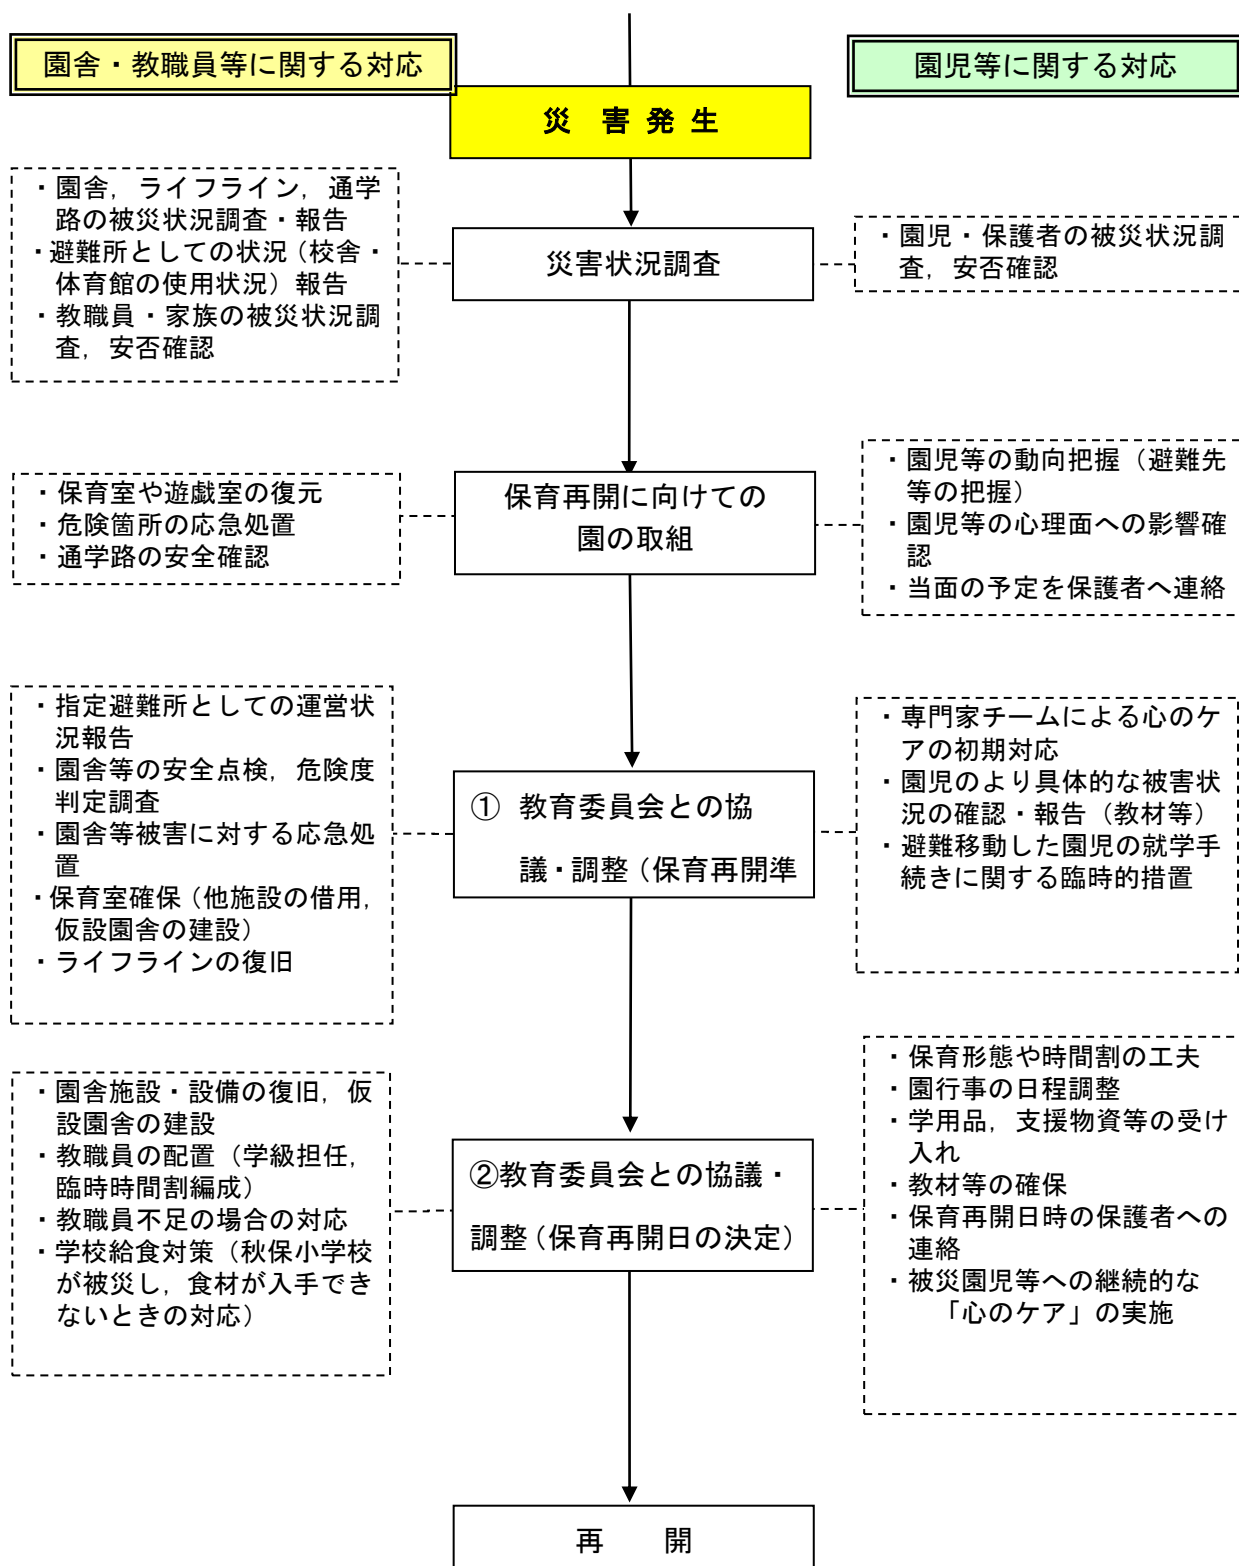 園舎・教職員等に関する対応
園児等に関する対応
災 害 発 生
・園舎，ライフライン，通学
路の被災状況調査・報告
・避難所としての状況（校舎・
体育館の使用状況）報告
・教職員・家族の被災状況調
査，安否確認
災害状況調査
・園児・保護者の被災状況調
査，安否確認
・保育室や遊戯室の復元
・危険箇所の応急処置
・通学路の安全確認
保育再開に向けての
園の取組
・園児等の動向把握（避難先
等の把握）
・園児等の心理面への影響確
認
・当面の予定を保護者へ連絡
・指定避難所としての運営状
況報告
・園舎等の安全点検，危険度
判定調査
・園舎等被害に対する応急処
置
・保育室確保（他施設の借用，
仮設園舎の建設）
・ライフラインの復旧
① 教育委員会との協
議・調整（保育再開準
・専門家チームによる心のケ
アの初期対応
・園児のより具体的な被害状
況の確認・報告（教材等）
・避難移動した園児の就学手
続きに関する臨時的措置
・園舎施設・設備の復旧，仮
設園舎の建設
・教職員の配置（学級担任，
臨時時間割編成）
・教職員不足の場合の対応
・学校給食対策（秋保小学校
が被災し，食材が入手でき
ないときの対応）
②教育委員会との協議・
調整（保育再開日の決定）
・保育形態や時間割の工夫
・園行事の日程調整
・学用品，支援物資等の受け
入れ
・教材等の確保
・保育再開日時の保護者への
連絡
・被災園児等への継続的な
「心のケア」の実施
再 開